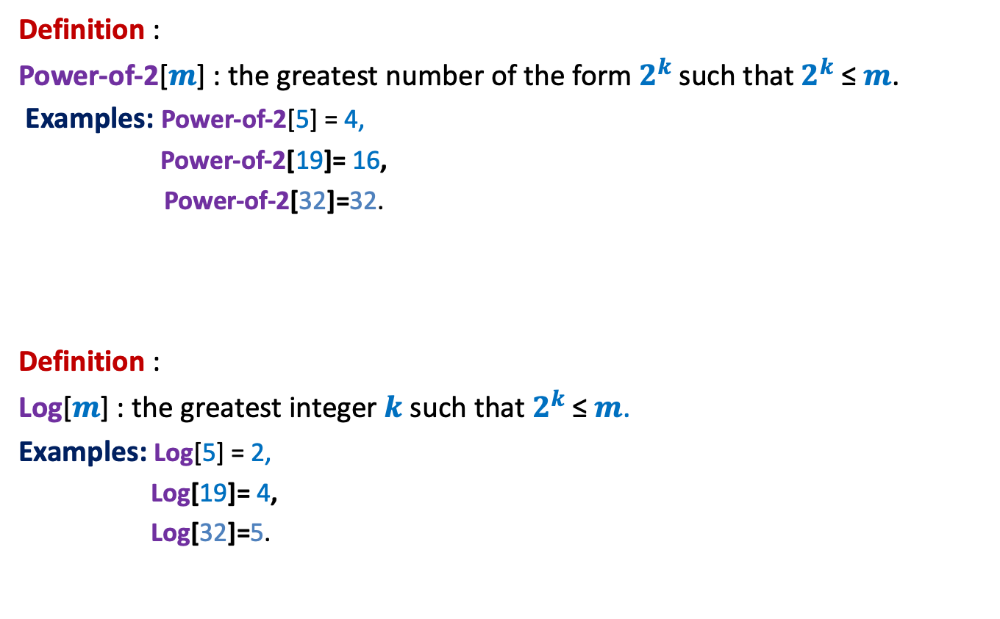 Definition :
Power-of-2[m] : the greatest number of the form 2^k such that 2^k ≤ m.
Examples: Power-of-2[5] = 4,
Power-of-2[19]= 16,
Power-of-2[32]=32.
Definition :
Log[m] : the greatest integer k such that 2^k ≤ m.
Examples: Log[5] = 2,
Log[19]= 4,
Log[32]=5.